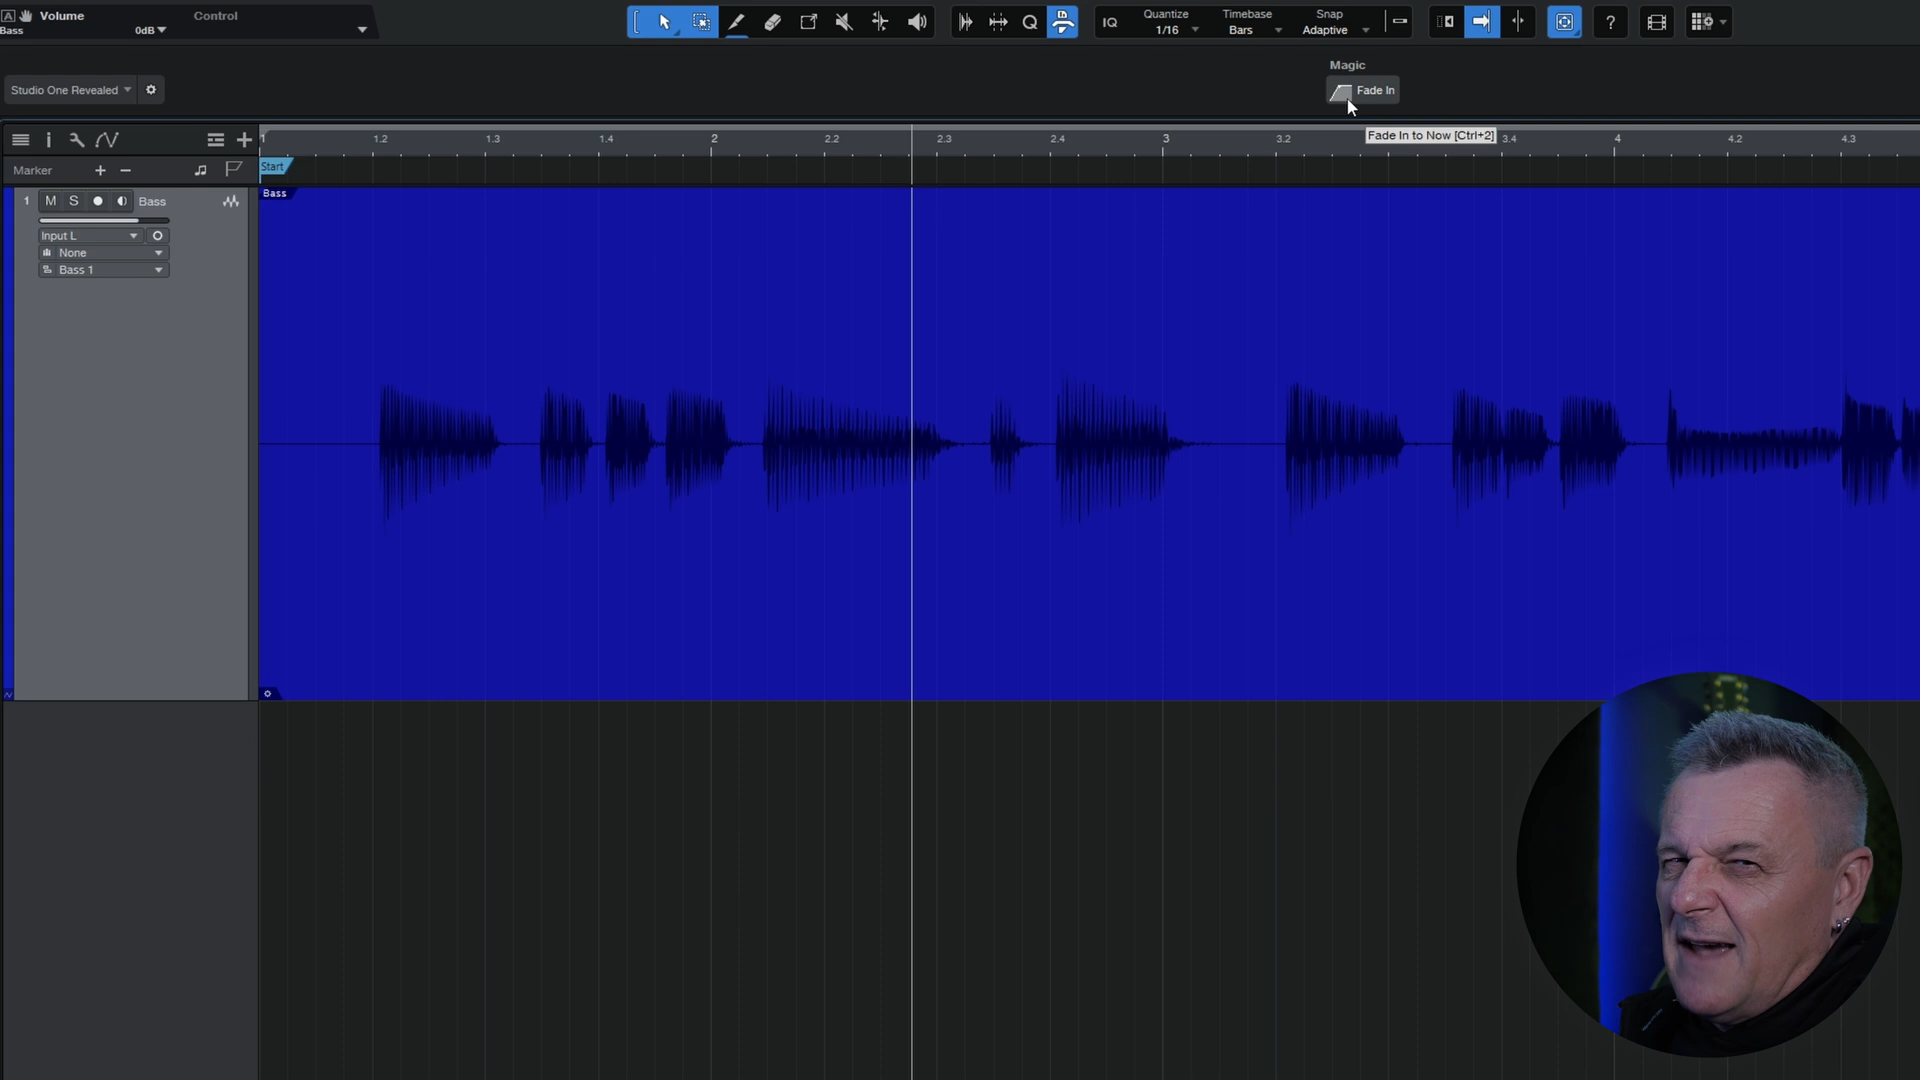 A Volume Control
Bass 0dB
Quantize Timebase Snap
IQ 1/16 Bars Adaptive
Q
?
Magic
Studio One Revealed Fade In
Fade In to Now [Ctrl+2]
1 1.2 1.3 1.4 2 2.2 2.3 2.4 3 3.2 3.4 4 4.2 4.3
Marker + − Start
1 M S Bass Bass
Input L
None
Bass 1